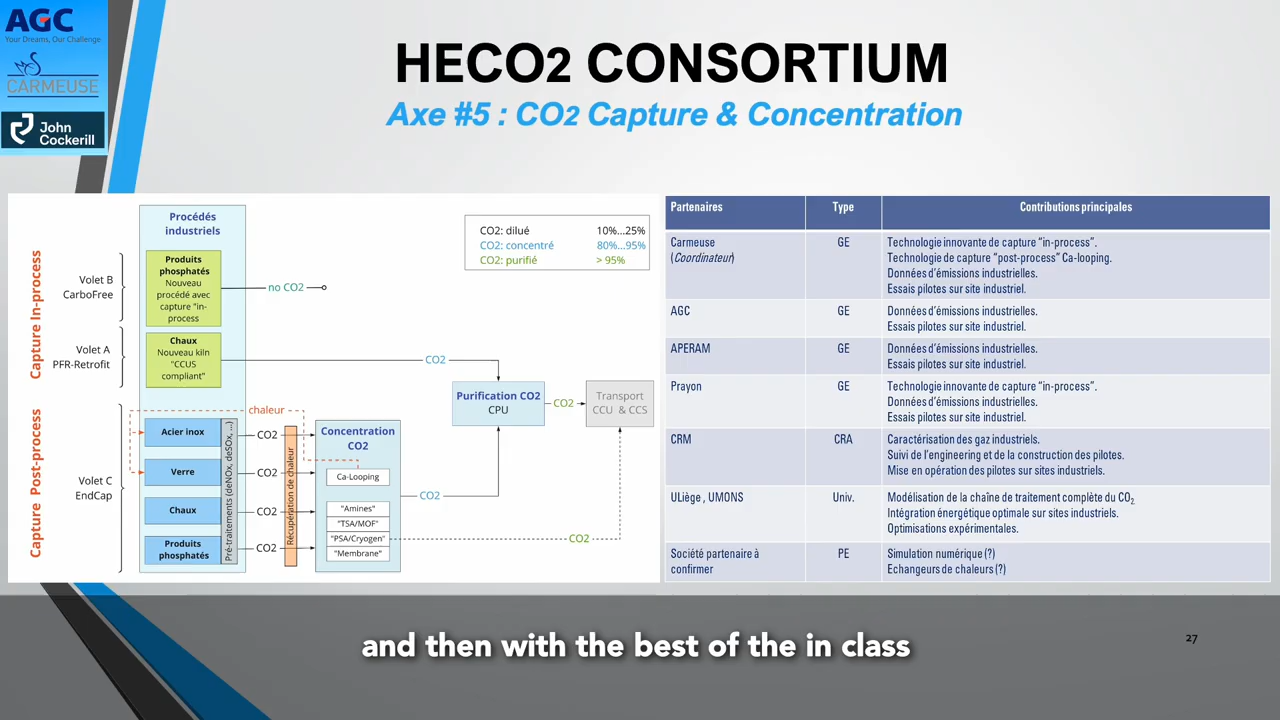 AGC
Your Dreams, Our Challenge
CARMEUSE
John
Cockerill
HECO2 CONSORTIUM
Axe #5 : CO2 Capture & Concentration
Capture In-process
Capture Post-process
Volet B
CarboFree
Volet A
PFR-Retrofit
Volet C
EndCap
Procédés
industriels
Produits
phosphatés
Nouveau
procédé avec
capture "in-
process
Chaux
Nouveau kiln
"CCUS
compliant"
Acier inox
Verre
Chaux
Produits
phosphatés
Pré-traitements (deNOx, deSOx, ...)
chaleur
CO2
CO2
CO2
CO2
Récupération de chaleur
Concentration
CO2
Ca-Looping
"Amines"
"TSA/MOF"
"PSA/Cryogen"
"Membrane"
no CO2
CO2
CO2
CO2: dilué 10%...25%
CO2: concentré 80%...95%
CO2: purifié > 95%
Purification CO2
CPU
CO2
Transport
CCU & CCS
CO2
Partenaires Type Contributions principales
Carmeuse GE Technologie innovante de capture “in-process”.
(Coordinateur) Technologie de capture “post-process” Ca-looping.
Données d’émissions industrielles.
Essais pilotes sur site industriel.
AGC GE Données d’émissions industrielles.
Essais pilotes sur site industriel.
APERAM GE Données d’émissions industrielles.
Essais pilotes sur site industriel.
Prayon GE Technologie innovante de capture “in-process”.
Données d’émissions industrielles.
Essais pilotes sur site industriel.
CRM CRA Caractérisation des gaz industriels.
Suivi de l’engineering et de la construction des pilotes.
Mise en opération des pilotes sur sites industriels.
ULiège , UMONS Univ. Modélisation de la chaîne de traitement complète du CO2
Intégration énergétique optimale sur sites industriels.
Optimisations expérimentales.
Société partenaire à PE Simulation numérique (?)
confirmer Echangeurs de chaleurs (?)
and then with the best of the in class
27